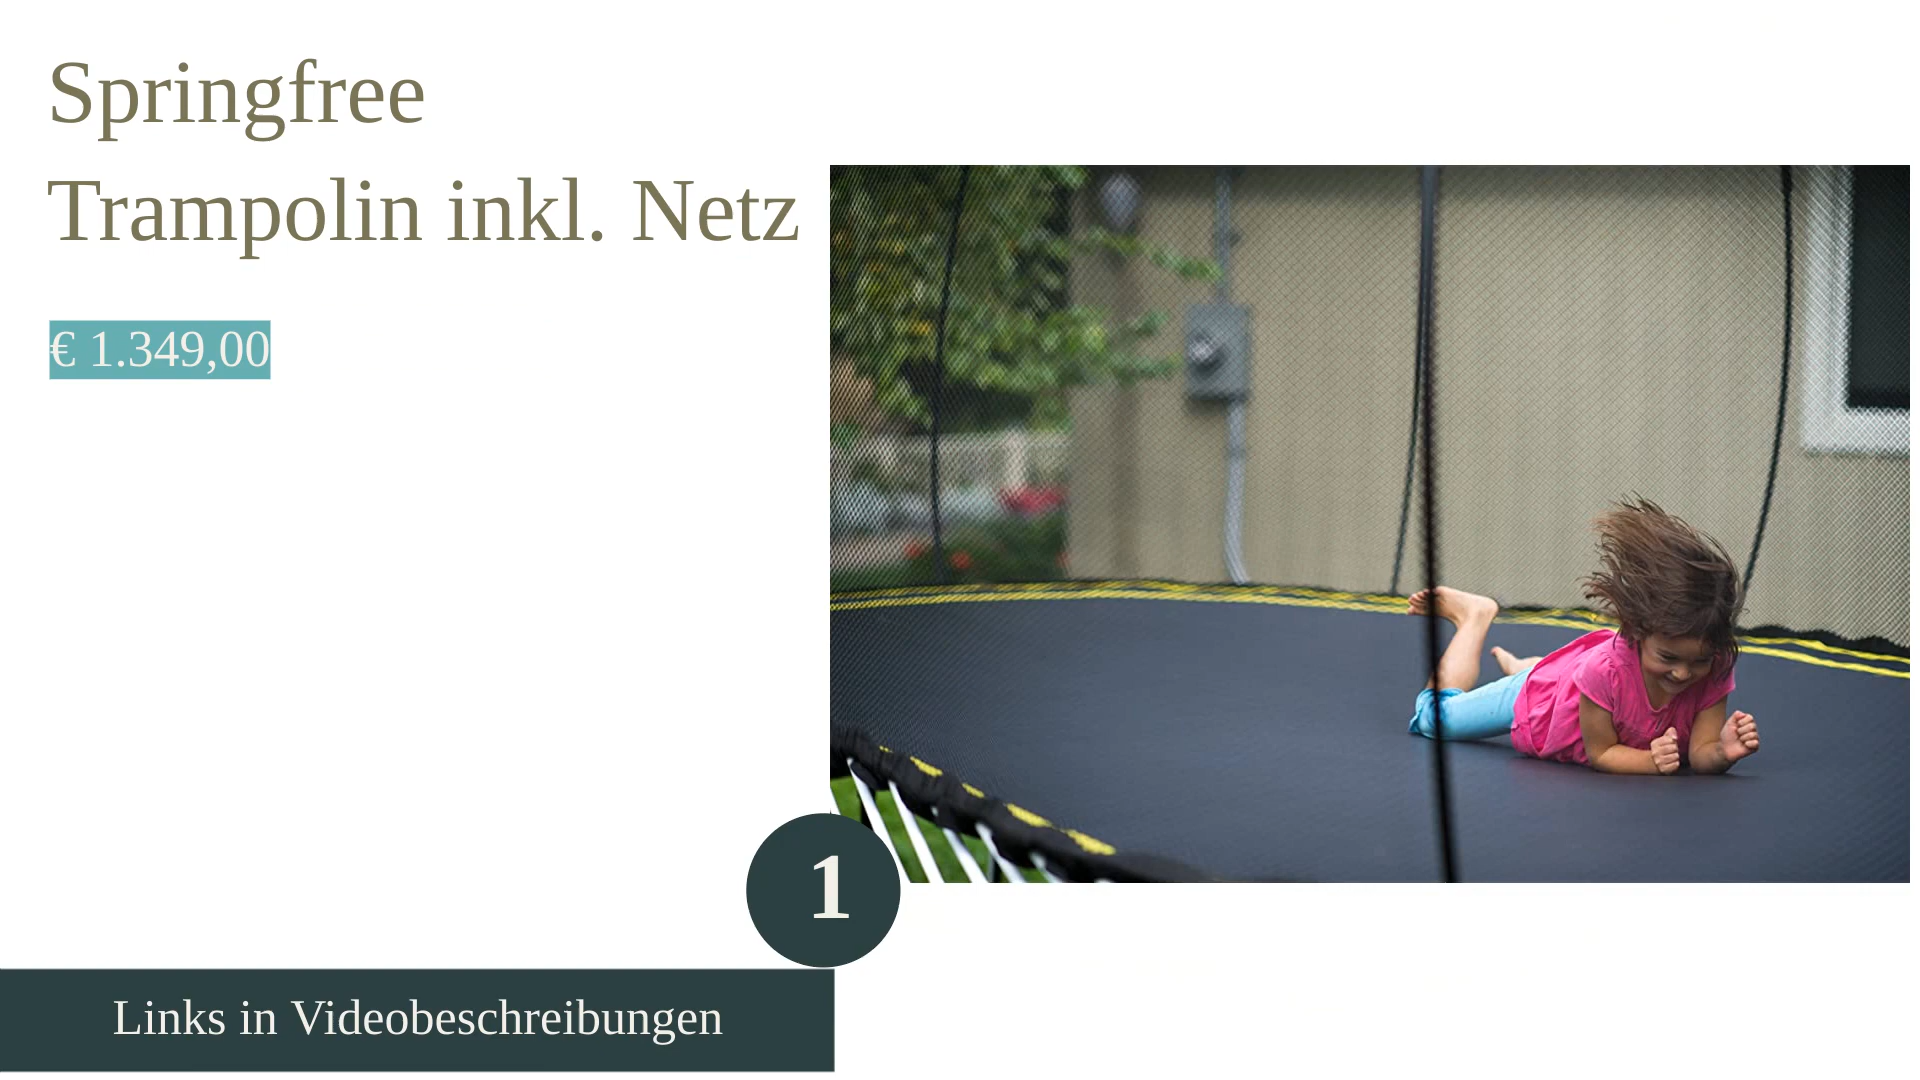 Springfree
Trampolin inkl. Netz
€ 1.349,00
1
Links in Videobeschreibungen